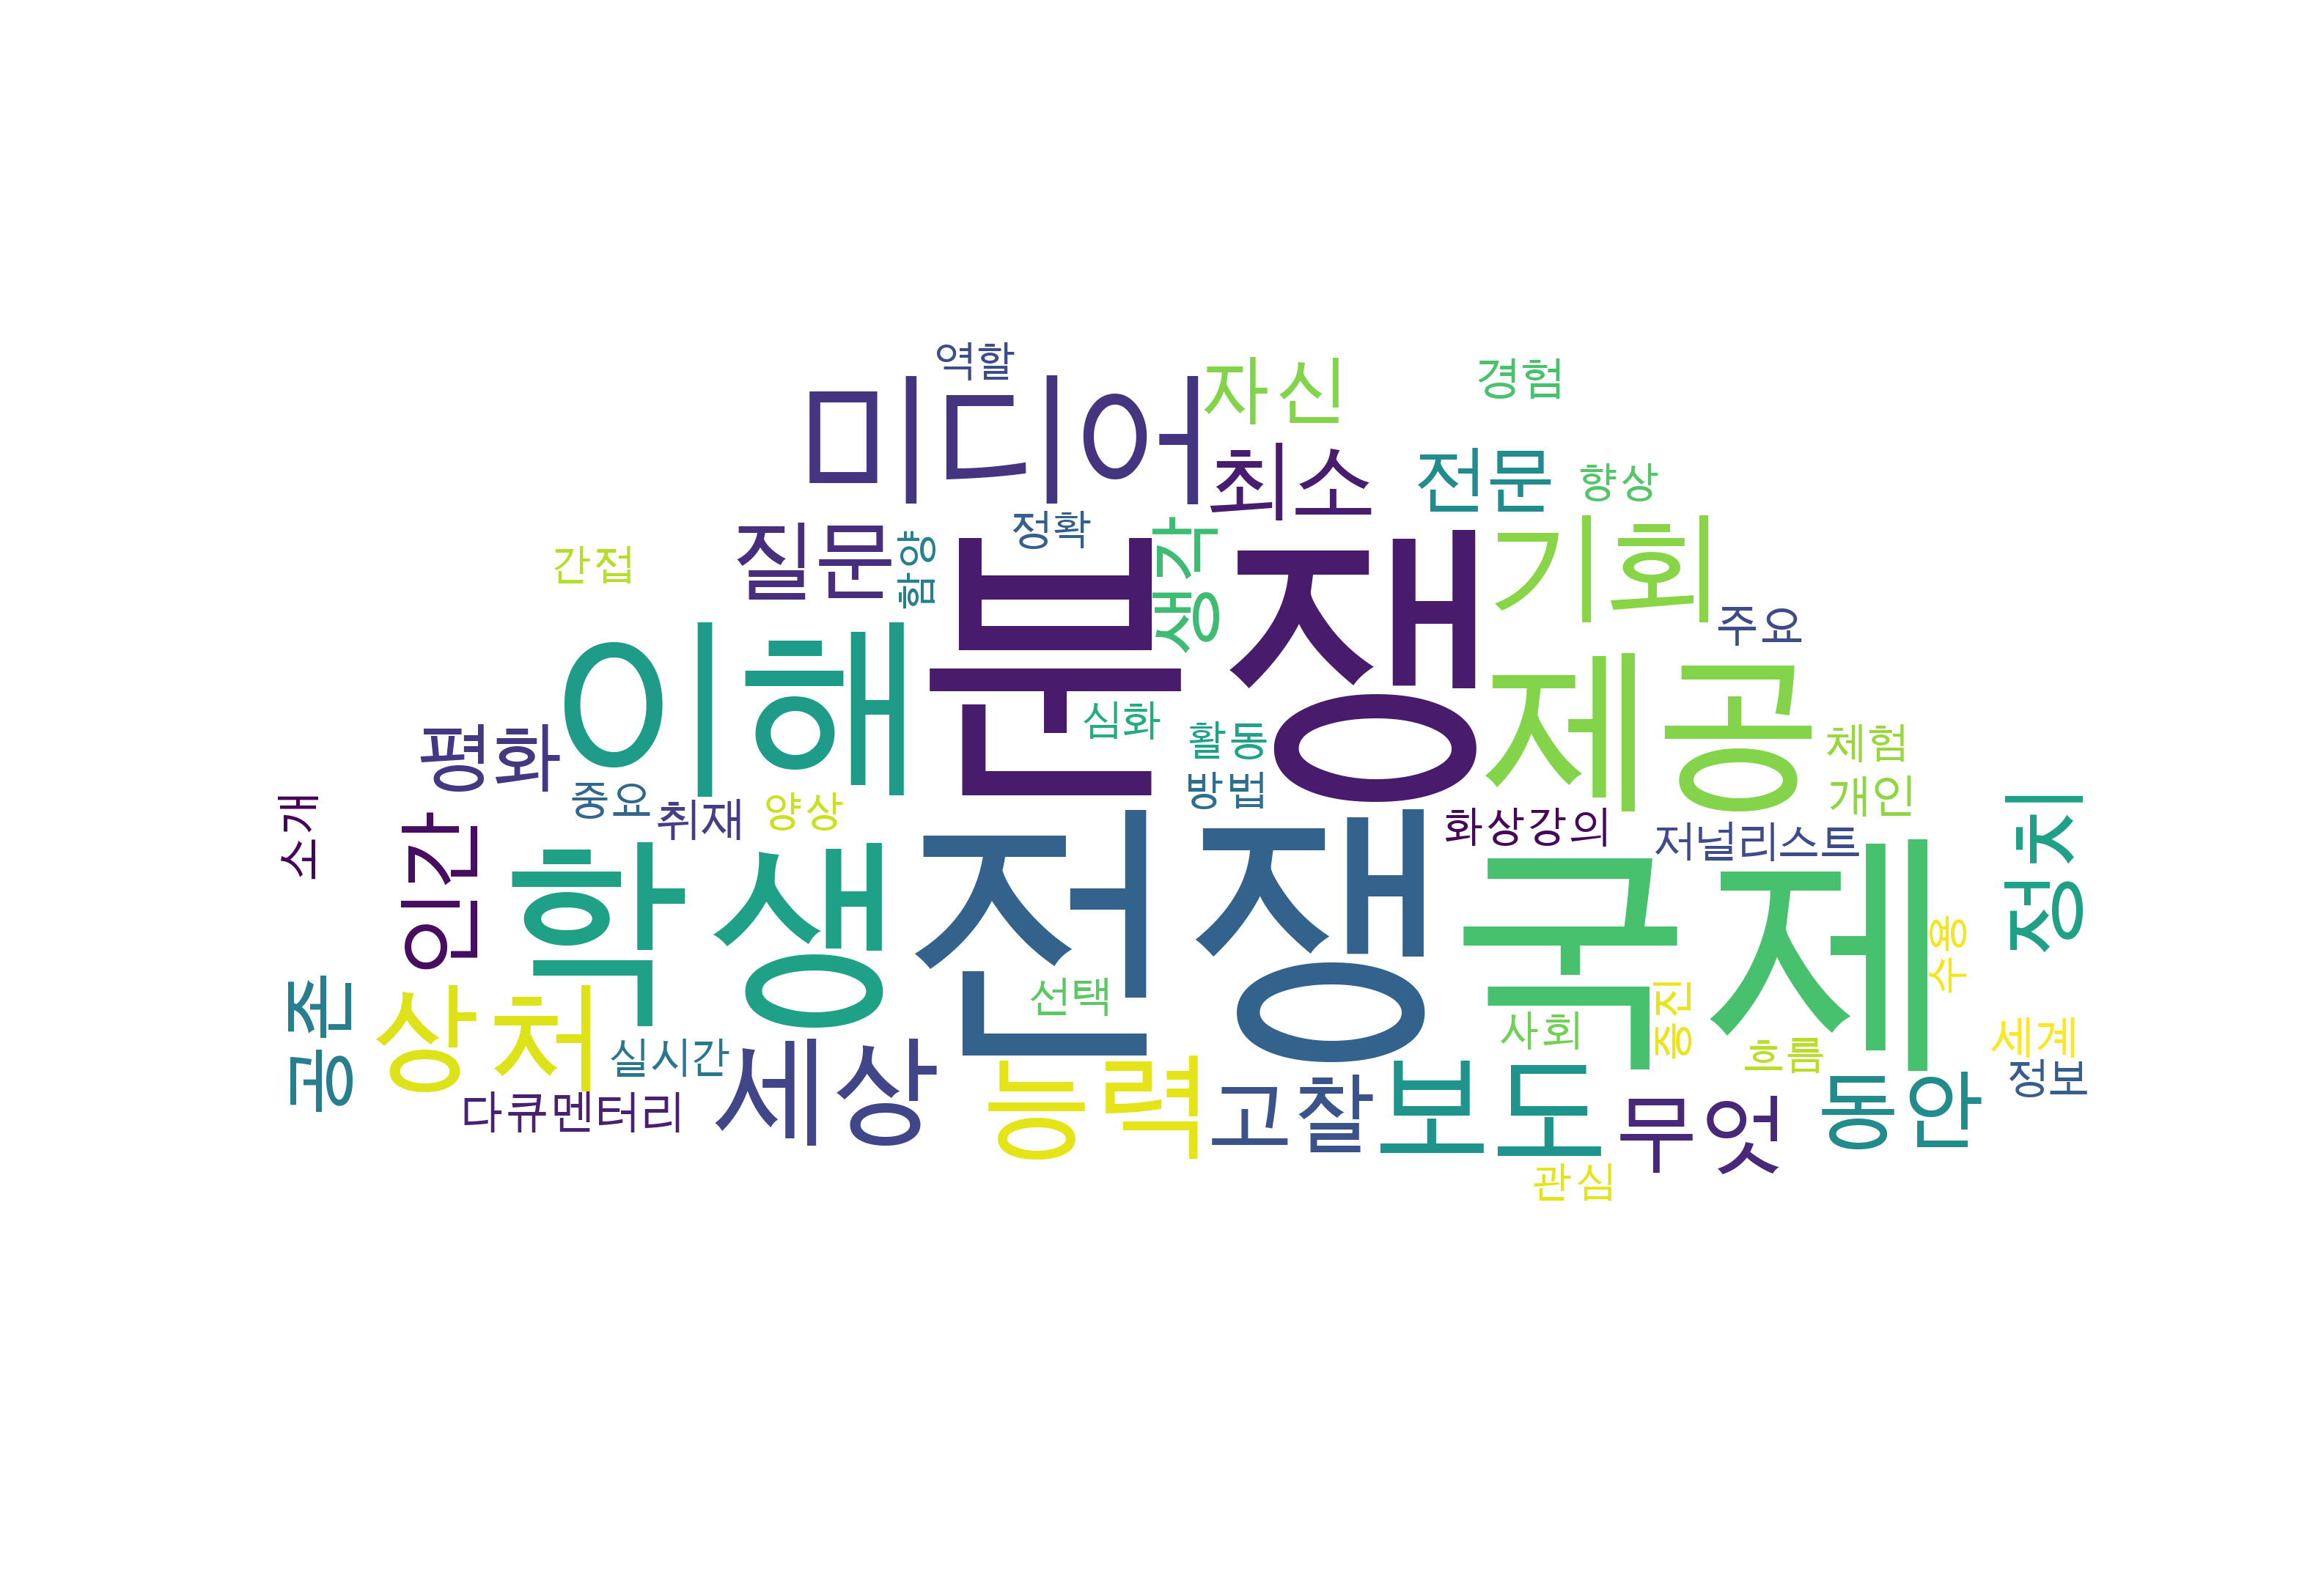 역할
미디어
자신
경험
최소
전문
향상
정학
질문
흐응
생각
기회
간접
분쟁
주요
이해
제공
심화
활동
평화
체험
방법
개인
중요
취재
양상
소개
화상강의
저널리스트
정치
인간
학생
전쟁
국제
수용
선택
공존
상처
증진
사회
실시간
세상
흐름
세계
정보
다큐멘터리
능력
고찰
보도
무엇
동안
관심